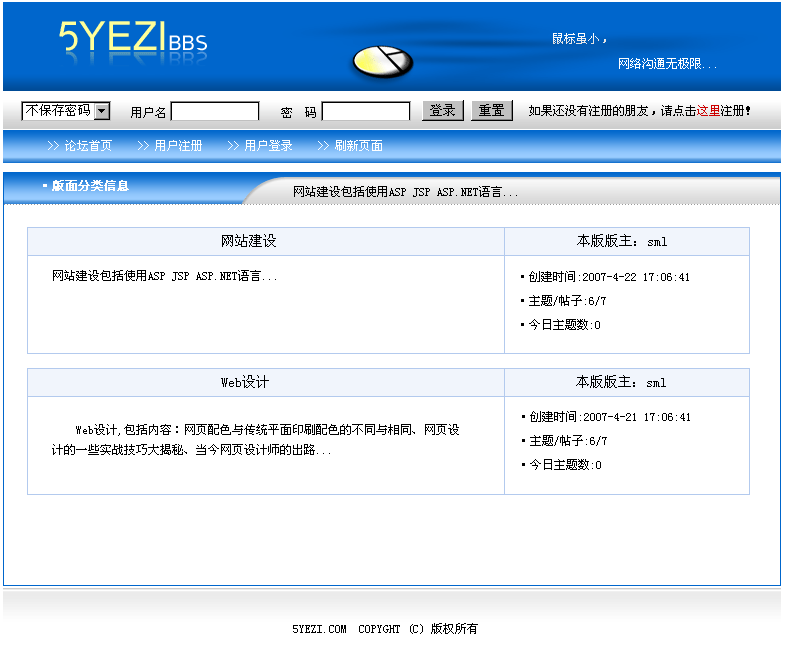 5YEZI BBS
鼠标虽小，
网络沟通无极限...
不保存密码 用户名 密 码 登录 重置 如果还没有注册的朋友，请点击这里注册!
>> 论坛首页 >> 用户注册 >> 用户登录 >> 刷新页面
▪ 版面分类信息
网站建设包括使用ASP JSP ASP.NET语言...
网站建设
本版版主：sml
网站建设包括使用ASP JSP ASP.NET语言...
▪ 创建时间:2007-4-22 17:06:41
▪ 主题/帖子:6/7
▪ 今日主题数:0
Web设计
本版版主：sml
Web设计,包括内容：网页配色与传统平面印刷配色的不同与相同、网页设
计的一些实战技巧大揭秘、当今网页设计师的出路...
▪ 创建时间:2007-4-21 17:06:41
▪ 主题/帖子:6/7
▪ 今日主题数:0
5YEZI.COM COPYGHT (C) 版权所有